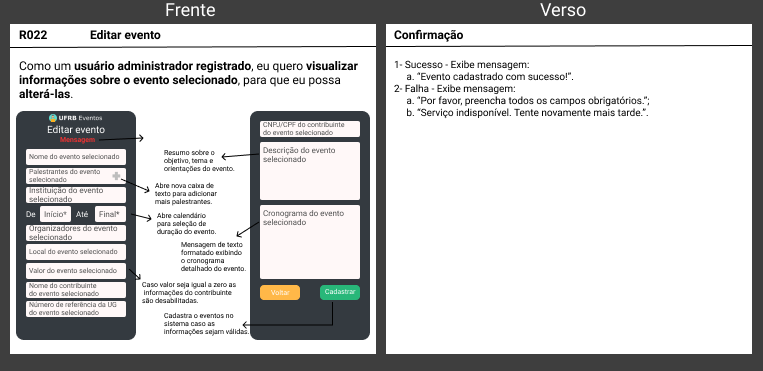 Frente
Verso
R022 Editar evento
Como um usuário administrador registrado, eu quero visualizar
informações sobre o evento selecionado, para que eu possa
alterá-las.
UFRB Eventos
Editar evento
Mensagem
Nome do evento selecionado
Palestrantes do evento
selecionado
Instituição do evento
selecionado
De Início* Até Final*
Organizadores do evento
selecionado
Local do evento selecionado
Valor do evento selecionado
Nome do contribuinte
do evento selecionado
Número de referência da UG
do evento selecionado
Resumo sobre o
objetivo, tema e
orientações do evento.
Abre nova caixa de
texto para adicionar
mais palestrantes.
Abre calendário
para seleção de
duração do evento.
Mensagem de texto
formatado exibindo
o cronograma
detalhado do evento.
Caso valor seja igual a zero as
informações do contribuinte
são desabilitadas.
Cadastra o eventos no
sistema caso as
informações sejam válidas.
CNPJ/CPF do contribuinte
do evento selecionado
Descrição do evento
selecionado
Cronograma do evento
selecionado
Voltar
Cadastrar
Confirmação
1- Sucesso - Exibe mensagem:
a. “Evento cadastrado com sucesso!”.
2- Falha - Exibe mensagem:
a. “Por favor, preencha todos os campos obrigatórios.”;
b. “Serviço indisponível. Tente novamente mais tarde.”.